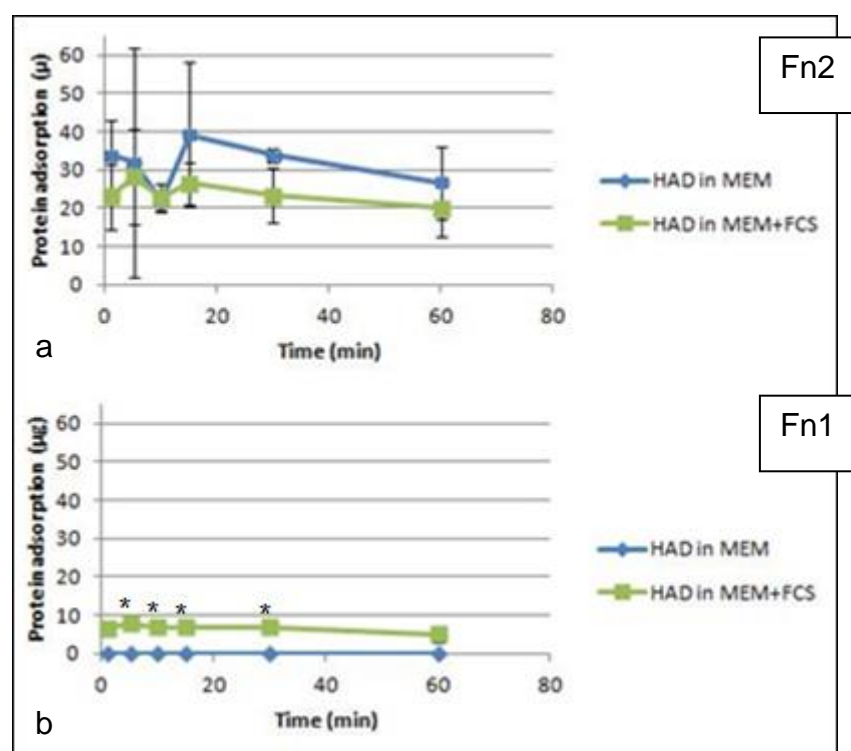 Fn2
Protein adsorption (µ)
60
50
40
30
20
10
0
0 20 40 60 80
Time (min)
HAD in MEM
HAD in MEM+FCS
a
Fn1
Protein adsorption (µg)
60
50
40
30
20
10
0
* * * *
0 20 40 60 80
Time (min)
HAD in MEM
HAD in MEM+FCS
b